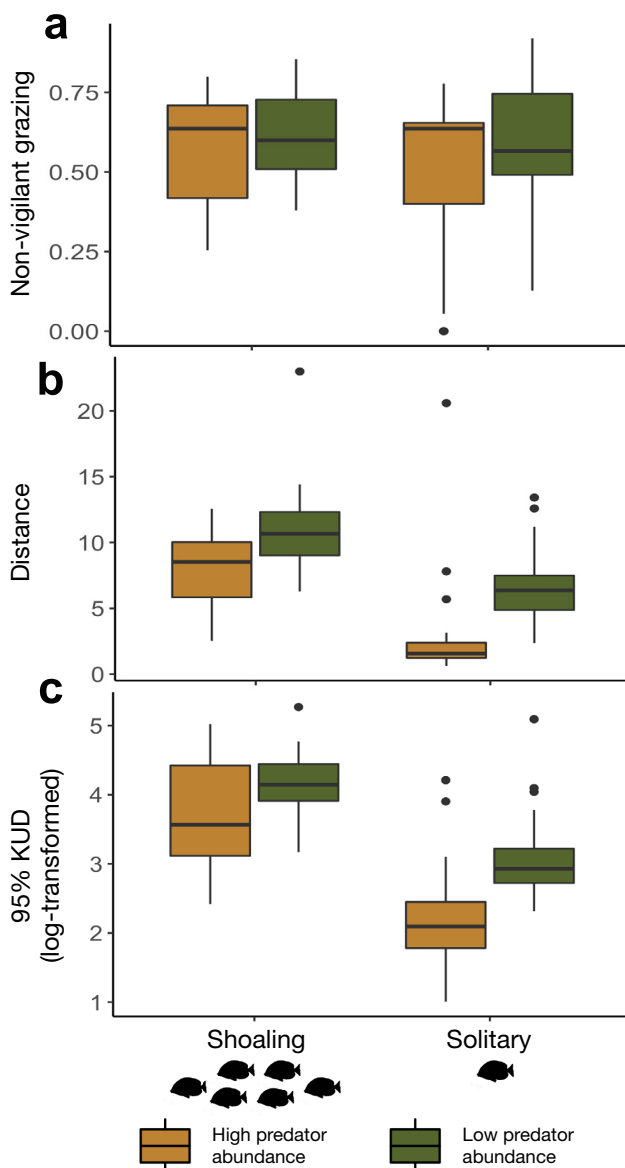 a
Non-vigilant grazing
0.75
0.50
0.25
0.00
b
Distance
20
15
10
5
0
c
95% KUD
(log-transformed)
5
4
3
2
1
Shoaling
Solitary
High predator
abundance
Low predator
abundance